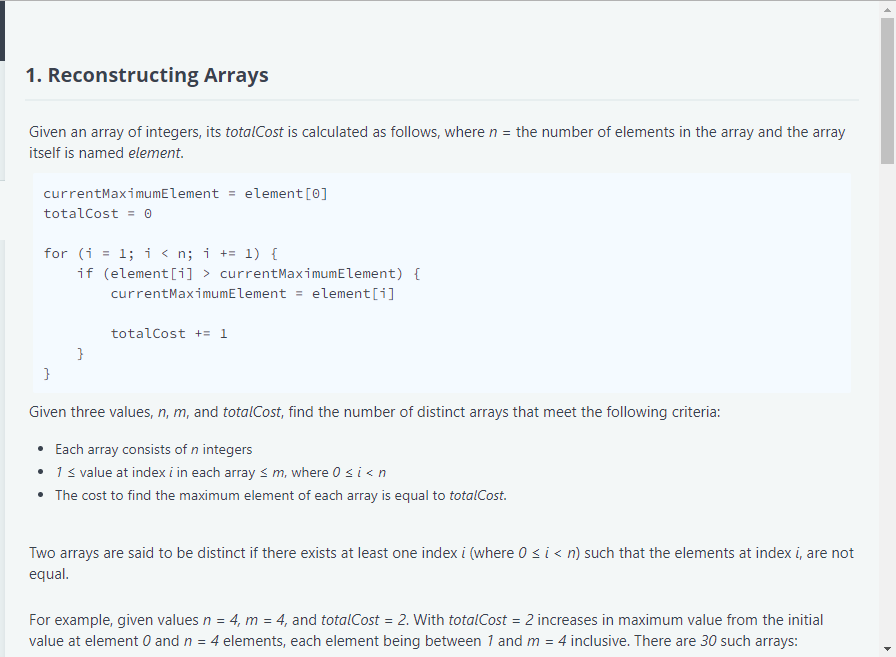 1. Reconstructing Arrays
Given an array of integers, its totalCost is calculated as follows, where n = the number of elements in the array and the array
itself is named element.
currentMaximumElement = element[0]
totalCost = 0
for (i = 1; i < n; i += 1) {
    if (element[i] > currentMaximumElement) {
        currentMaximumElement = element[i]
        totalCost += 1
    }
}
Given three values, n, m, and totalCost, find the number of distinct arrays that meet the following criteria:
• Each array consists of n integers
• 1 ≤ value at index i in each array ≤ m, where 0 ≤ i < n
• The cost to find the maximum element of each array is equal to totalCost.
Two arrays are said to be distinct if there exists at least one index i (where 0 ≤ i < n) such that the elements at index i, are not
equal.
For example, given values n = 4, m = 4, and totalCost = 2. With totalCost = 2 increases in maximum value from the initial
value at element 0 and n = 4 elements, each element being between 1 and m = 4 inclusive. There are 30 such arrays: